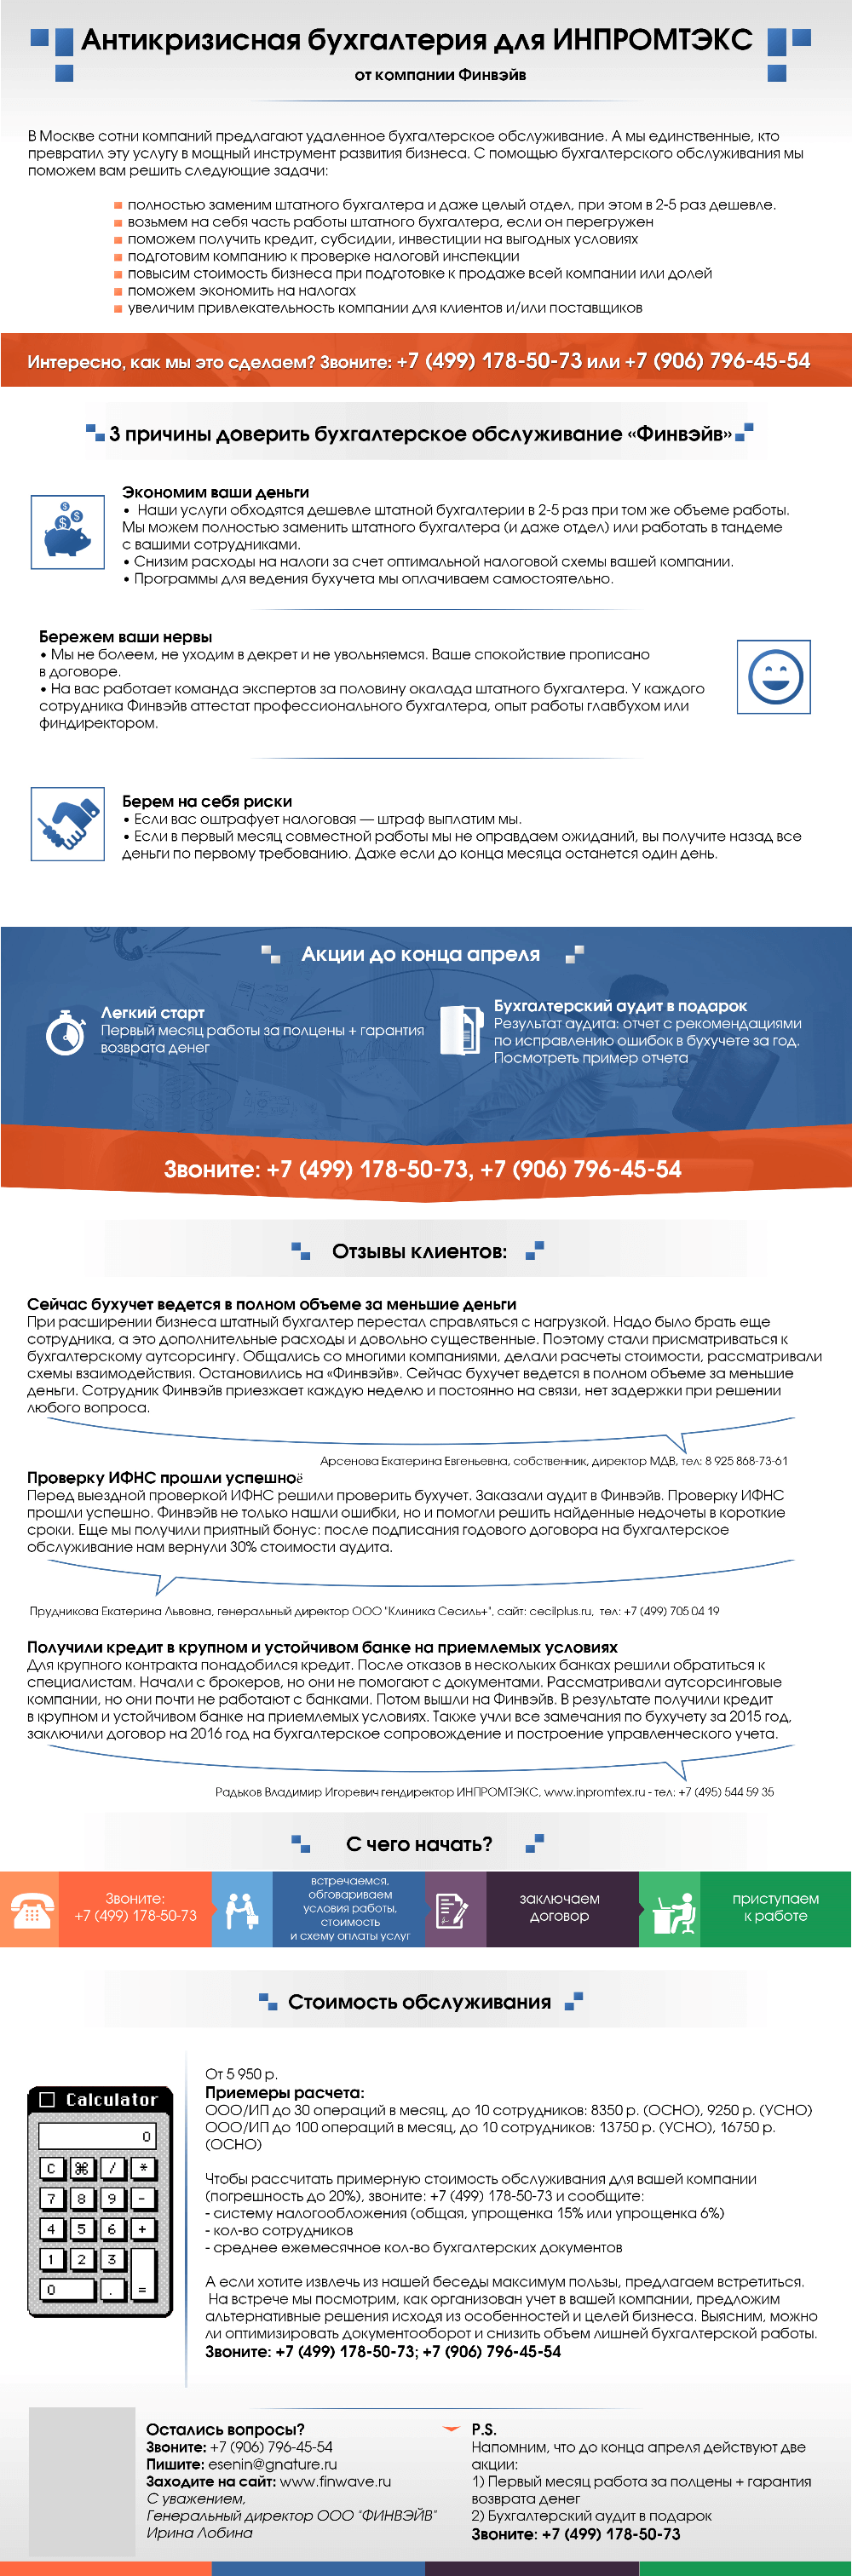 Антикризисная бухгалтерия для ИНПРОМТЭКС
от компании Финвэйв
В Москве сотни компаний предлагают удаленное бухгалтерское обслуживание. А мы единственные, кто
превратил эту услугу в мощный инструмент развития бизнеса. С помощью бухгалтерского обслуживания мы
поможем вам решить следующие задачи:
полностью заменим штатного бухгалтера и даже целый отдел, при этом в 2-5 раз дешевле.
возьмем на себя часть работы штатного бухгалтера, если он перегружен
поможем получить кредит, субсидии, инвестиции на выгодных условиях
подготовим компанию к проверке налоговй инспекции
повысим стоимость бизнеса при подготовке к продаже всей компании или долей
поможем экономить на налогах
увеличим привлекательность компании для клиентов и/или поставщиков
Интересно, как мы это сделаем? Звоните: +7 (499) 178-50-73 или +7 (906) 796-45-54
3 причины доверить бухгалтерское обслуживание «Финвэйв»
Экономим ваши деньги
• Наши услуги обходятся дешевле штатной бухгалтерии в 2-5 раз при том же объеме работы.
Мы можем полностью заменить штатного бухгалтера (и даже отдел) или работать в тандеме
с вашими сотрудниками.
• Снизим расходы на налоги за счет оптимальной налоговой схемы вашей компании.
• Программы для ведения бухучета мы оплачиваем самостоятельно.
Бережем ваши нервы
• Мы не болеем, не уходим в декрет и не увольняемся. Ваше спокойствие прописано
в договоре.
• На вас работает команда экспертов за половину окалада штатного бухгалтера. У каждого
сотрудника Финвэйв аттестат профессионального бухгалтера, опыт работы главбухом или
финдиректором.
Берем на себя риски
• Если вас оштрафует налоговая — штраф выплатим мы.
• Если в первый месяц совместной работы мы не оправдаем ожиданий, вы получите назад все
деньги по первому требованию. Даже если до конца месяца останется один день.
Акции до конца апреля
Легкий старт
Первый месяц работы за полцены + гарантия
возврата денег
Бухгалтерский аудит в подарок
Результат аудита: отчет с рекомендациями
по исправлению ошибок в бухучете за год.
Посмотреть пример отчета
Звоните: +7 (499) 178-50-73, +7 (906) 796-45-54
Отзывы клиентов:
Сейчас бухучет ведется в полном объеме за меньшие деньги
При расширении бизнеса штатный бухгалтер перестал справляться с нагрузкой. Надо было брать еще
сотрудника, а это дополнительные расходы и довольно существенные. Поэтому стали присматриваться к
бухгалтерскому аутсорсингу. Общались со многими компаниями, делали расчеты стоимости, рассматривали
схемы взаимодействия. Остановились на «Финвэйв». Сейчас бухучет ведется в полном объеме за меньшие
деньги. Сотрудник Финвэйв приезжает каждую неделю и постоянно на связи, нет задержки при решении
любого вопроса.
Арсенова Екатерина Евгеньевна, собственник, директор МДВ, тел: 8 925 868-73-61
Проверку ИФНС прошли успешноё
Перед выездной проверкой ИФНС решили проверить бухучет. Заказали аудит в Финвэйв. Проверку ИФНС
прошли успешно. Финвэйв не только нашли ошибки, но и помогли решить найденные недочеты в короткие
сроки. Еще мы получили приятный бонус: после подписания годового договора на бухгалтерское
обслуживание нам вернули 30% стоимости аудита.
Прудникова Екатерина Львовна, генеральный директор ООО "Клиника Сесиль+", сайт: cecilplus.ru, тел: +7 (499) 705 04 19
Получили кредит в крупном и устойчивом банке на приемлемых условиях
Для крупного контракта понадобился кредит. После отказов в нескольких банках решили обратиться к
специалистам. Начали с брокеров, но они не помогают с документами. Рассматривали аутсорсинговые
компании, но они почти не работают с банками. Потом вышли на Финвэйв. В результате получили кредит
в крупном и устойчивом банке на приемлемых условиях. Также учли все замечания по бухучету за 2015 год,
заключили договор на 2016 год на бухгалтерское сопровождение и построение управленческого учета.
Радьков Владимир Игоревич гендиректор ИНПРОМТЭКС, www.inpromtex.ru - тел: +7 (495) 544 59 35
С чего начать?
Звоните:
+7 (499) 178-50-73
встречаемся,
обговариваем
условия работы,
стоимость
и схему оплаты услуг
заключаем
договор
приступаем
к работе
Стоимость обслуживания
Calculator
0
C ⌘ / *
7 8 9 -
4 5 6 +
1 2 3
0 . =
От 5 950 р.
Приемеры расчета:
ООО/ИП до 30 операций в месяц, до 10 сотрудников: 8350 р. (ОСНО), 9250 р. (УСНО)
ООО/ИП до 100 операций в месяц, до 10 сотрудников: 13750 р. (УСНО), 16750 р.
(ОСНО)
Чтобы рассчитать примерную стоимость обслуживания для вашей компании
(погрешность до 20%), звоните: +7 (499) 178-50-73 и сообщите:
- систему налогообложения (общая, упрощенка 15% или упрощенка 6%)
- кол-во сотрудников
- среднее ежемесячное кол-во бухгалтерских документов
А если хотите извлечь из нашей беседы максимум пользы, предлагаем встретиться.
На встрече мы посмотрим, как организован учет в вашей компании, предложим
альтернативные решения исходя из особенностей и целей бизнеса. Выясним, можно
ли оптимизировать документооборот и снизить объем лишней бухгалтерской работы.
Звоните: +7 (499) 178-50-73; +7 (906) 796-45-54
Остались вопросы?
Звоните: +7 (906) 796-45-54
Пишите: esenin@gnature.ru
Заходите на сайт: www.finwave.ru
С уважением,
Генеральный директор ООО "ФИНВЭЙВ"
Ирина Лобина
P.S.
Напомним, что до конца апреля действуют две
акции:
1) Первый месяц работа за полцены + гарантия
возврата денег
2) Бухгалтерский аудит в подарок
Звоните: +7 (499) 178-50-73